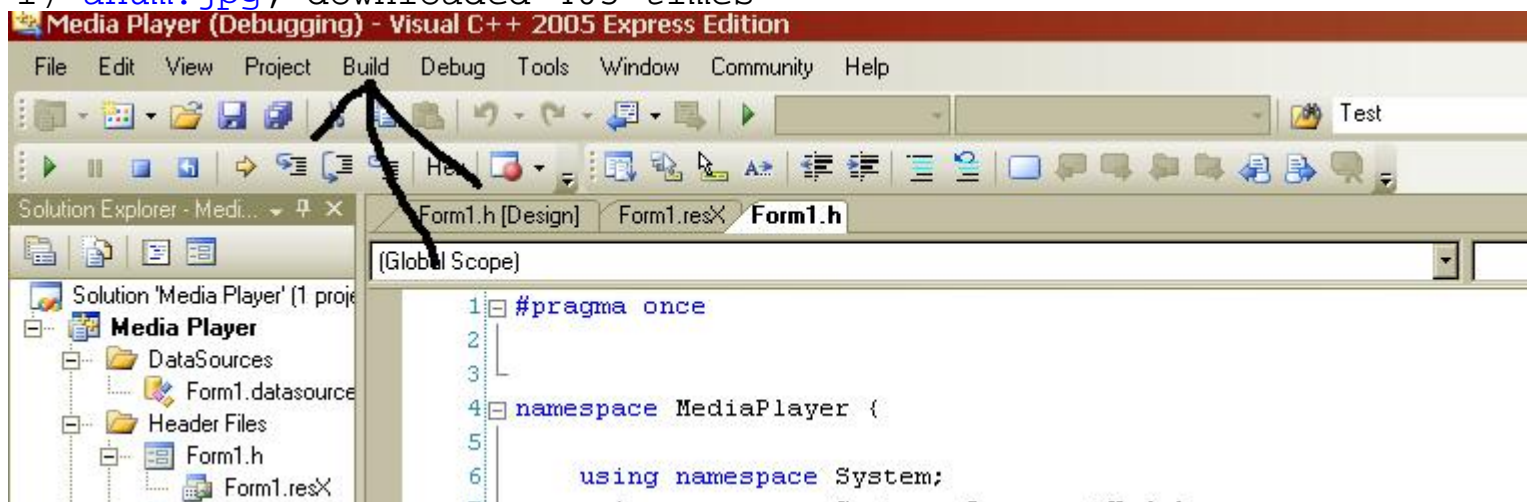 Media Player (Debugging) - Visual C++ 2005 Express Edition
File Edit View Project Build Debug Tools Window Community Help
Test
Hex
Solution Explorer - Medi...
Form1.h [Design] Form1.resX Form1.h
(Global Scope)
Solution 'Media Player' (1 proje
Media Player
DataSources
Form1.datasource
Header Files
Form1.h
Form1.resX
1 #pragma once
2
3
4 namespace MediaPlayer {
5
6 using namespace System;